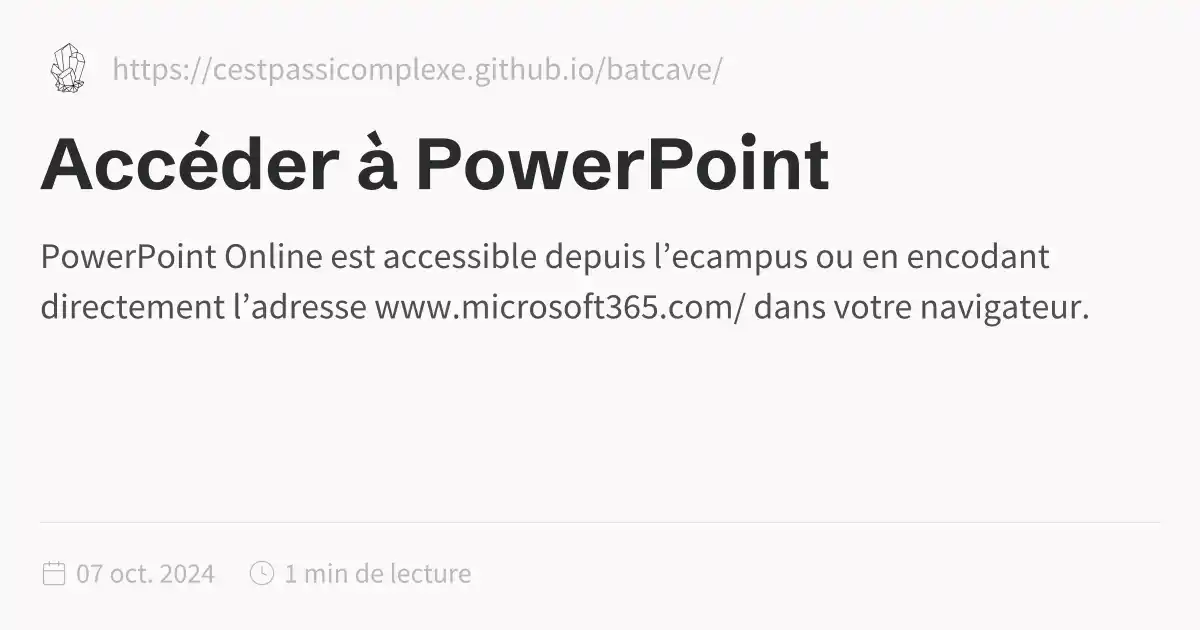 https://cestpassicomplexe.github.io/batcave/
Accéder à PowerPoint
PowerPoint Online est accessible depuis l’ecampus ou en encodant
directement l’adresse www.microsoft365.com/ dans votre navigateur.
07 oct. 2024 1 min de lecture